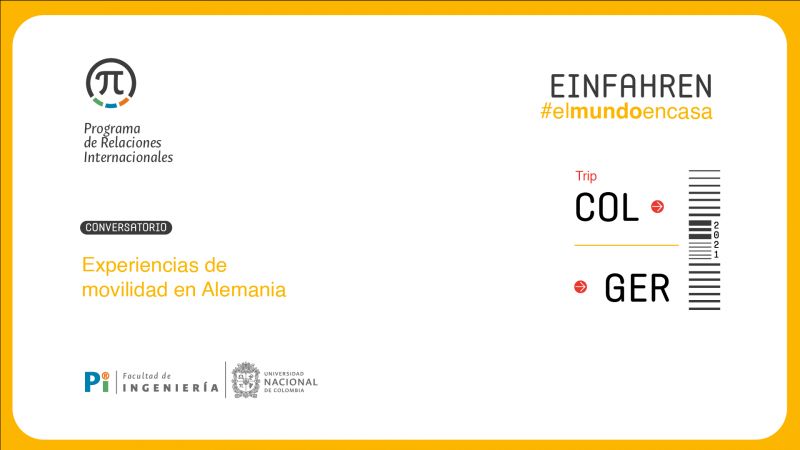 π
Programa
de Relaciones
Internacionales
EINFAHREN
#elmundoencasa
Trip
COL
GER
2021
CONVERSATORIO
Experiencias de
movilidad en Alemania
Pi
Facultad de
INGENIERÍA
UNIVERSIDAD
NACIONAL
DE COLOMBIA